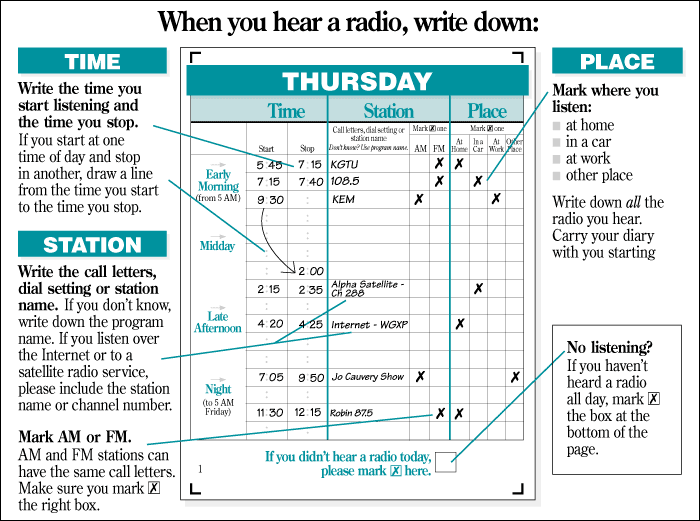 When you hear a radio, write down:
TIME
Write the time you
start listening and
the time you stop.
If you start at one
time of day and stop
in another, draw a line
from the time you start
to the time you stop.
STATION
Write the call letters,
dial setting or station
name. If you don't know,
write down the program
name. If you listen over
the Internet or to a
satellite radio service,
please include the station
name or channel number.
Mark AM or FM.
AM and FM stations can
have the same call letters.
Make sure you mark ☒
the right box.
THURSDAY
Time Station Place
Start Stop
Call letters, dial setting or
station name
Don't know? Use program name.
Mark ☒ one
AM FM
Mark ☒ one
At Home In a Car At Work Other Place
Early
Morning
(from 5 AM)
5:45 7:15 KGTU ✗ ✗
7:15 7:40 108.5 ✗ ✗
9:30 : KEM ✗ ✗
Midday
2:00
2:15 2:35 Alpha Satellite -
Ch 288 ✗
Late
Afternoon
4:20 4:25 Internet - WGXP ✗
7:05 9:50 Jo Cauvery Show ✗ ✗
Night
(to 5 AM
Friday)
11:30 12:15 Robin 87.5 ✗ ✗
1
If you didn't hear a radio today,
please mark ☒ here.
PLACE
Mark where you
listen:
at home
in a car
at work
other place
Write down all the
radio you hear.
Carry your diary
with you starting
No listening?
If you haven't
heard a radio
all day, mark ☒
the box at the
bottom of the
page.